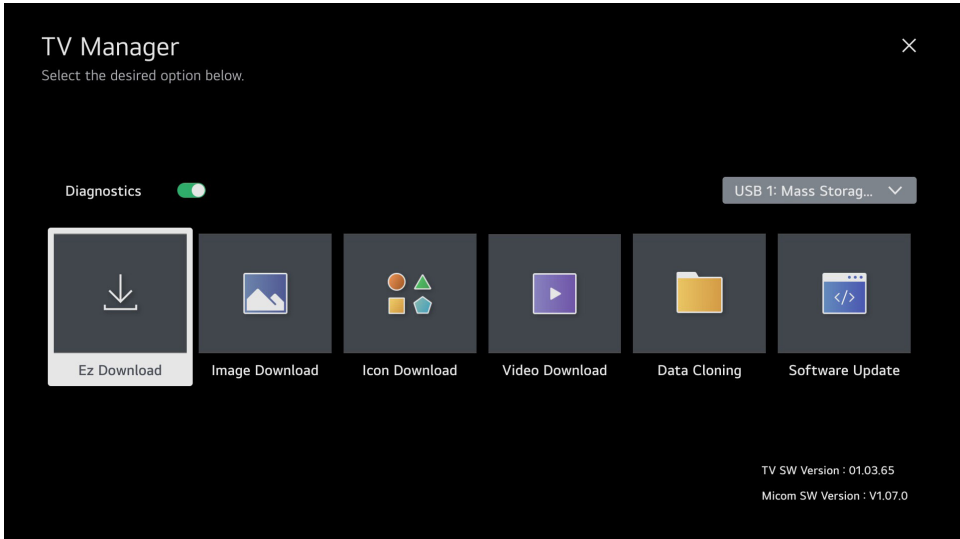 TV Manager
Select the desired option below.
Diagnostics
USB 1: Mass Storag...
</>
Ez Download
Image Download
Icon Download
Video Download
Data Cloning
Software Update
TV SW Version : 01.03.65
Micom SW Version : V1.07.0